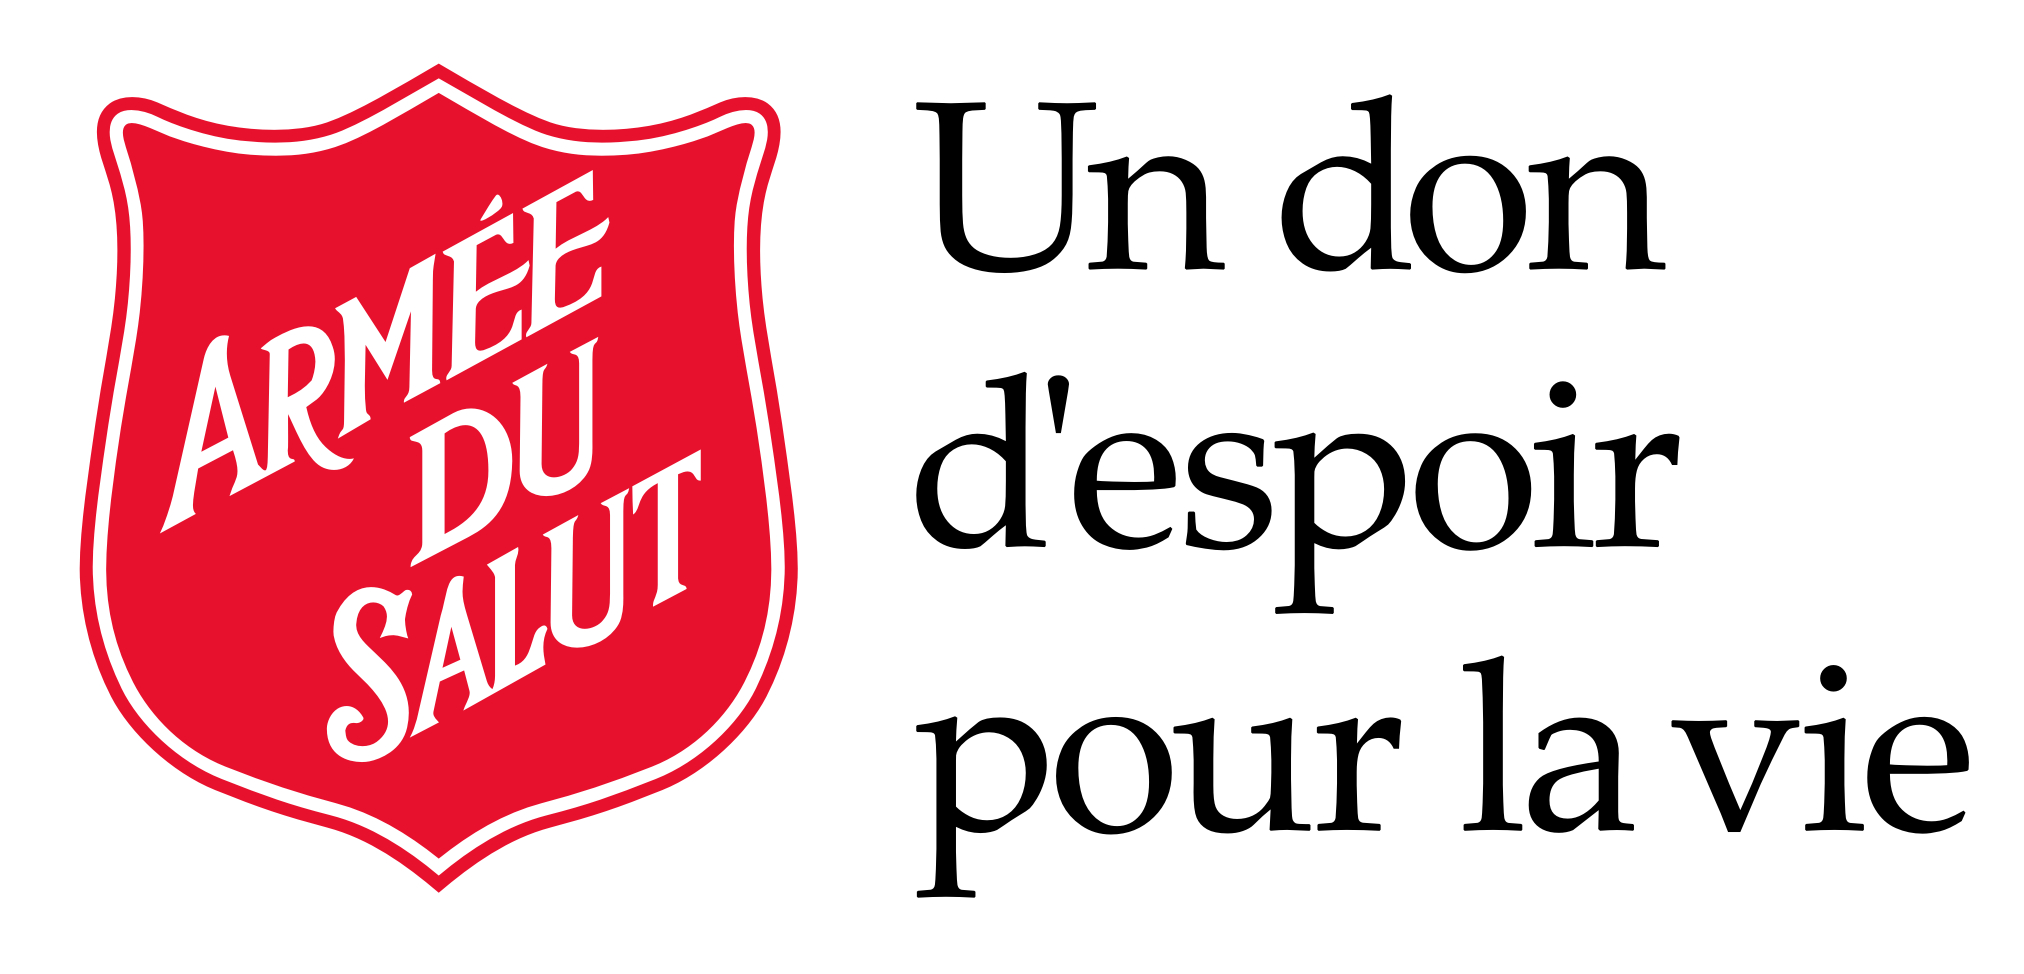 ARMÉE
DU
SALUT
Un don
d'espoir
pour la vie